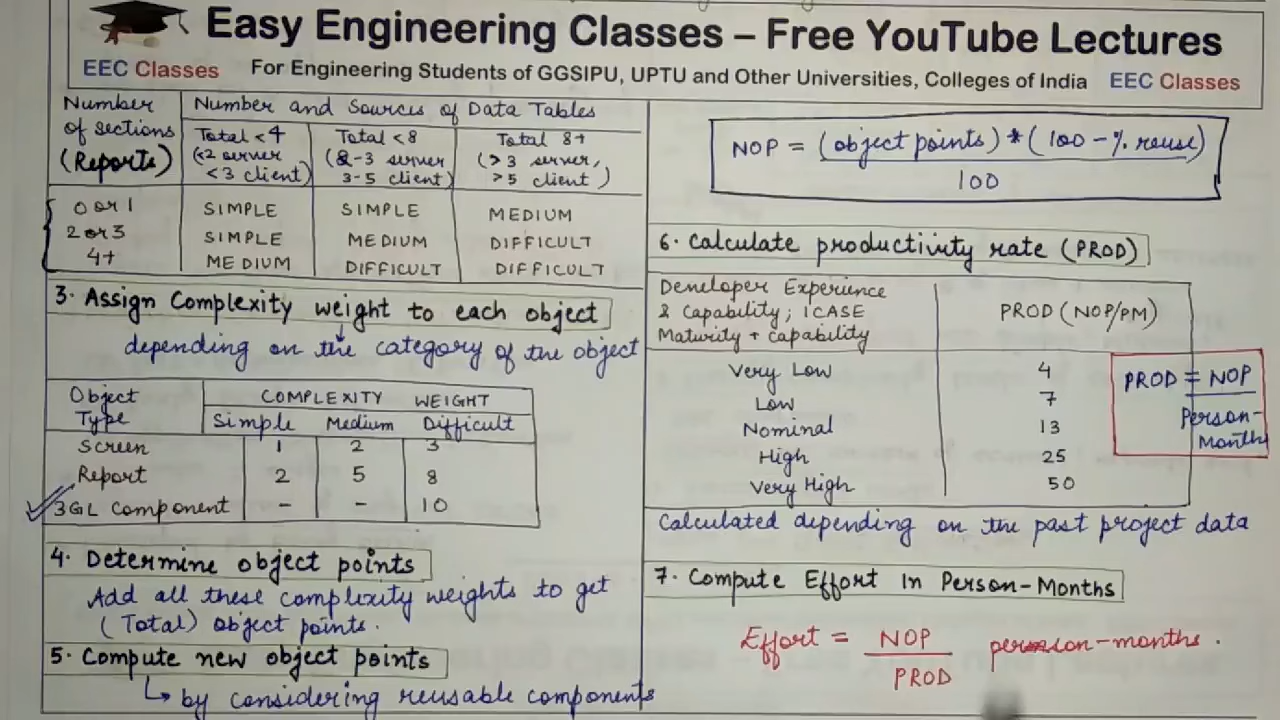 Easy Engineering Classes – Free YouTube Lectures
EEC Classes For Engineering Students of GGSIPU, UPTU and Other Universities, Colleges of India EEC Classes
Number of sections (Reports) Number and Sources of Data Tables
Total <4 (<2 server <3 client) Total <8 (2-3 server 3-5 client) Total 8+ (>3 server, >5 client)
0 or 1 SIMPLE SIMPLE MEDIUM
2 or 3 SIMPLE MEDIUM DIFFICULT
4+ MEDIUM DIFFICULT DIFFICULT
3. Assign Complexity weight to each object
depending on the category of the object
Object Type COMPLEXITY WEIGHT
Simple Medium Difficult
Screen 1 2 3
Report 2 5 8
3GL Component - - 10
4. Determine object points
Add all these complexity weights to get
(Total) object points.
5. Compute new object points
↳ by considering reusable components
NOP = (object points) * (100 - % reuse)
100
6. Calculate productivity rate (PROD)
Developer Experience
& Capability; ICASE
Maturity + capability
PROD (NOP/PM)
Very Low 4
Low 7
Nominal 13
High 25
Very High 50
PROD = NOP
Person-
Month
Calculated depending on the past project data
7. Compute Effort in Person-Months
Effort = NOP
PROD